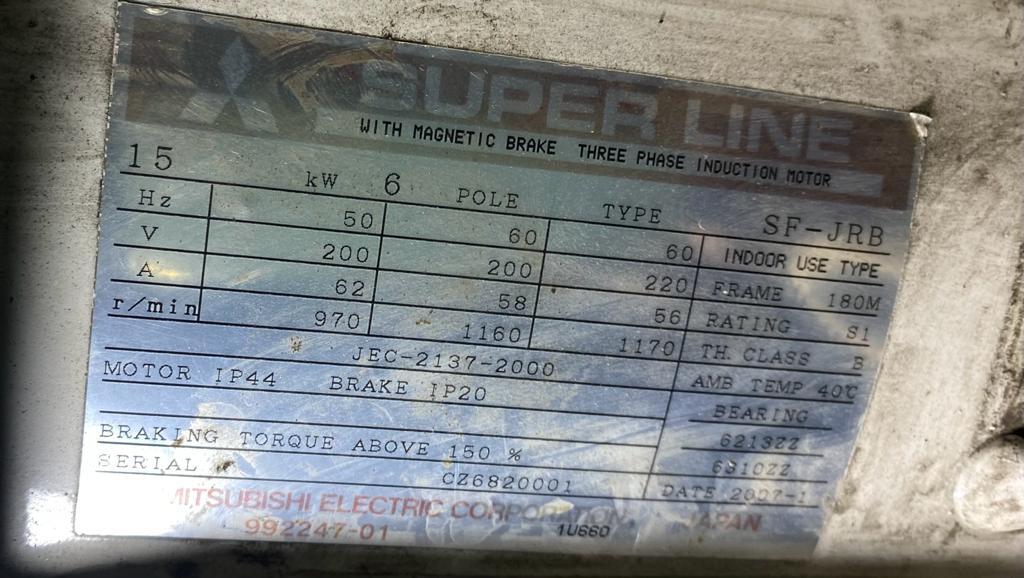 SUPER LINE
WITH MAGNETIC BRAKE THREE PHASE INDUCTION MOTOR
15 kW 6 POLE TYPE SF-JRB
Hz 50 60 60 INDOOR USE TYPE
V 200 200 220 FRAME 180M
A 62 58 56 RATING S1
r/min 970 1160 1170 TH. CLASS B
JEC-2137-2000 AMB TEMP 40℃
MOTOR IP44 BRAKE IP20 BEARING
6213ZZ
BRAKING TORQUE ABOVE 150 % 6310ZZ
SERIAL CZ6820001 DATE 2007-1
MITSUBISHI ELECTRIC CORPORATION JAPAN
992247-01 1U660